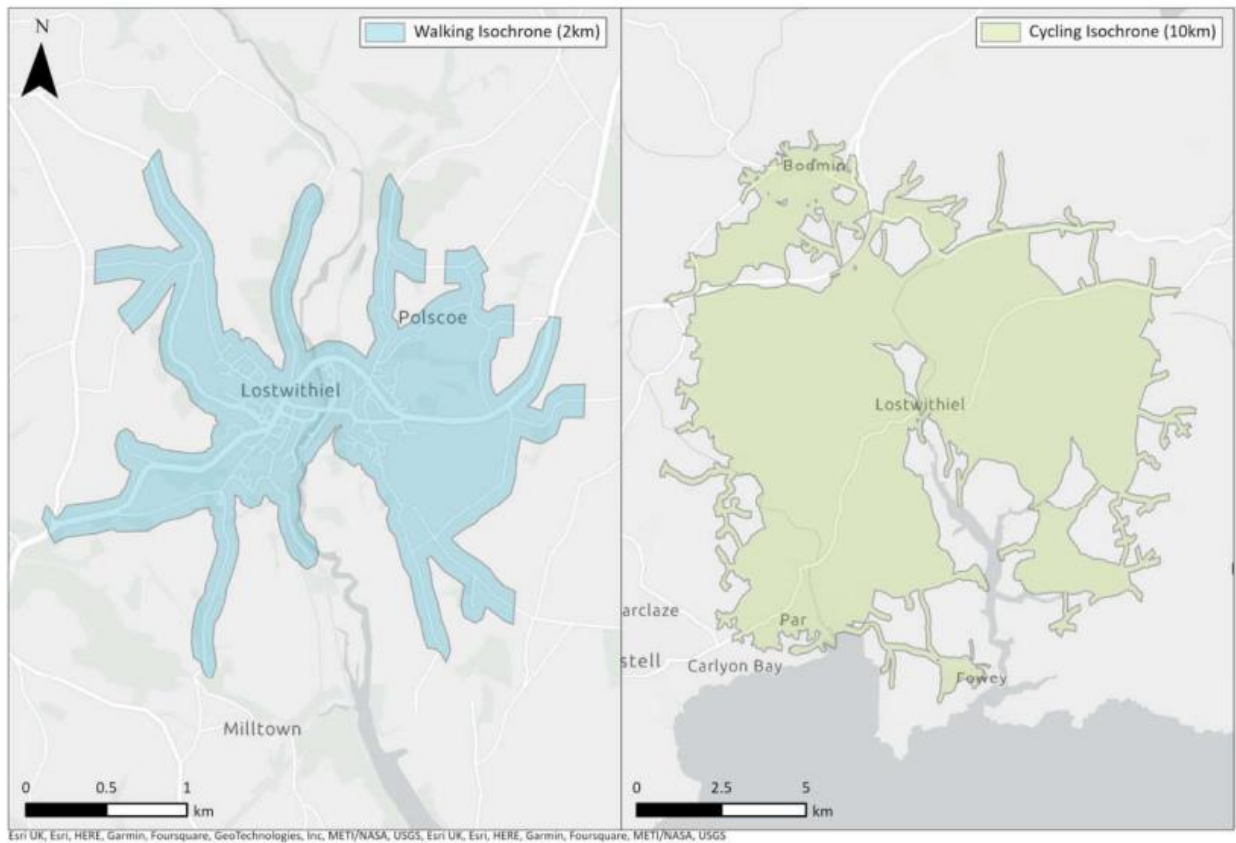 N
Walking Isochrone (2km)
Polscoe
Lostwithiel
Milltown
0 0.5 1
km
Cycling Isochrone (10km)
Bodmin
Lostwithiel
arclaze
Par
stell
Carlyon Bay
Fowey
0 2.5 5
km
Esri UK, Esri, HERE, Garmin, Foursquare, GeoTechnologies, Inc, METI/NASA, USGS, Esri UK, Esri, HERE, Garmin, Foursquare, METI/NASA, USGS